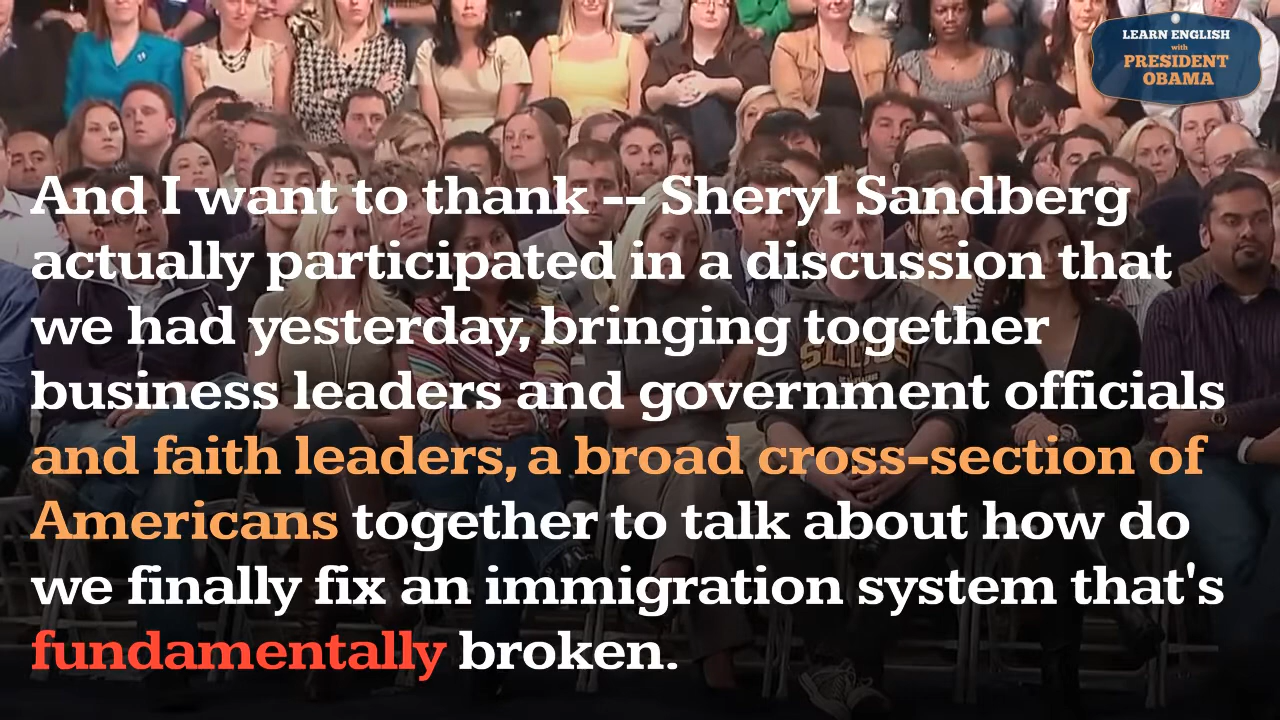 LEARN ENGLISH
with
PRESIDENT
OBAMA
And I want to thank -- Sheryl Sandberg
actually participated in a discussion that
we had yesterday, bringing together
business leaders and government officials
and faith leaders, a broad cross-section of
Americans together to talk about how do
we finally fix an immigration system that's
fundamentally broken.